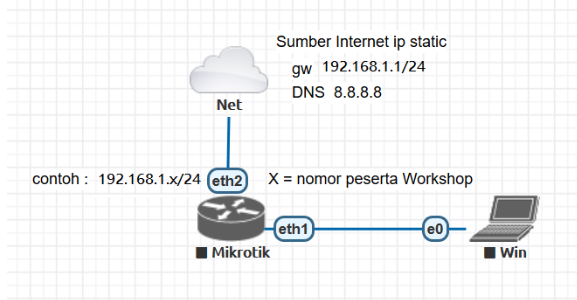 Sumber Internet ip static
gw 192.168.1.1/24
DNS 8.8.8.8
Net
contoh : 192.168.1.x/24 eth2 X = nomor peserta Workshop
eth1 e0
Mikrotik Win